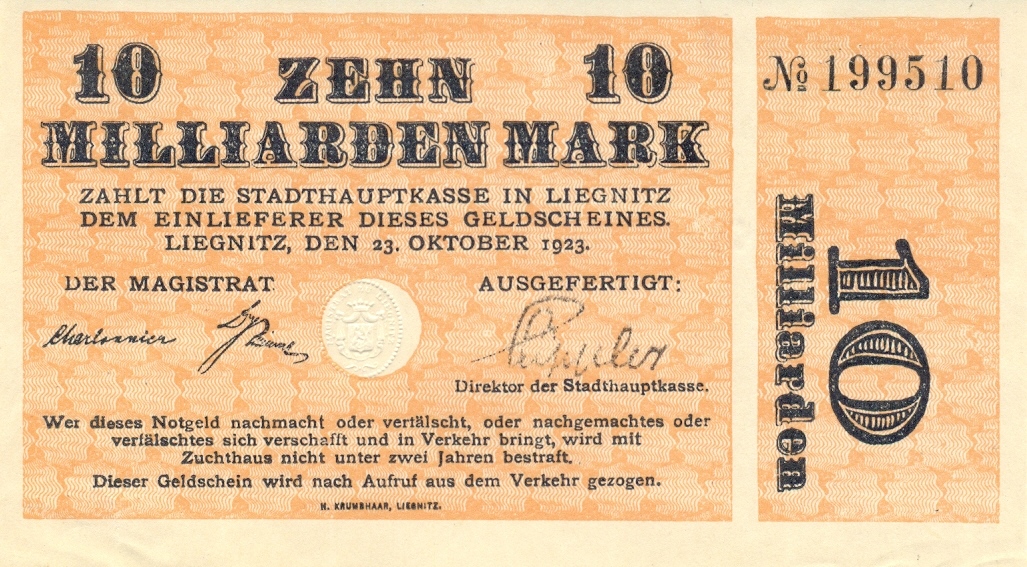 10 ZEHN 10
MILLIARDEN MARK
ZAHLT DIE STADTHAUPTKASSE IN LIEGNITZ
DEM EINLIEFERER DIESES GELDSCHEINES.
LIEGNITZ, DEN 23. OKTOBER 1923.
DER MAGISTRAT
AUSGEFERTIGT:
Charbonnier
Direktor der Stadthauptkasse.
Wer dieses Notgeld nachmacht oder verfälscht, oder nachgemachtes oder
verfälschtes sich verschafft und in Verkehr bringt, wird mit
Zuchthaus nicht unter zwei Jahren bestraft.
Dieser Geldschein wird nach Aufruf aus dem Verkehr gezogen.
H. KRUMBHAAR, LIEGNITZ.
№ 199510
10
Milliarden